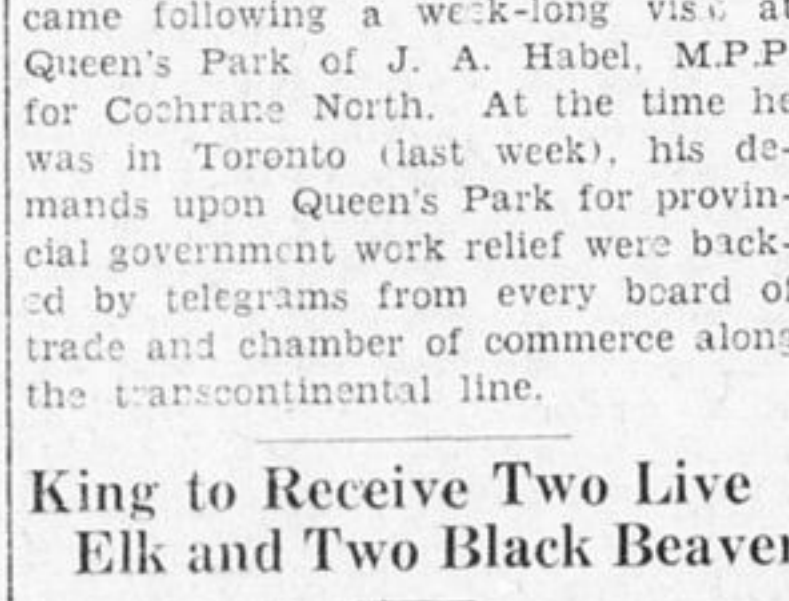 came following a week-long visit at
Queen's Park of J. A. Habel, M.P.P
for Cochrane North. At the time he
was in Toronto (last week), his de-
mands upon Queen's Park for provin-
cial government work relief were back-
ed by telegrams from every board of
trade and chamber of commerce along
the transcontinental line.
King to Receive Two Live
Elk and Two Black Beaver